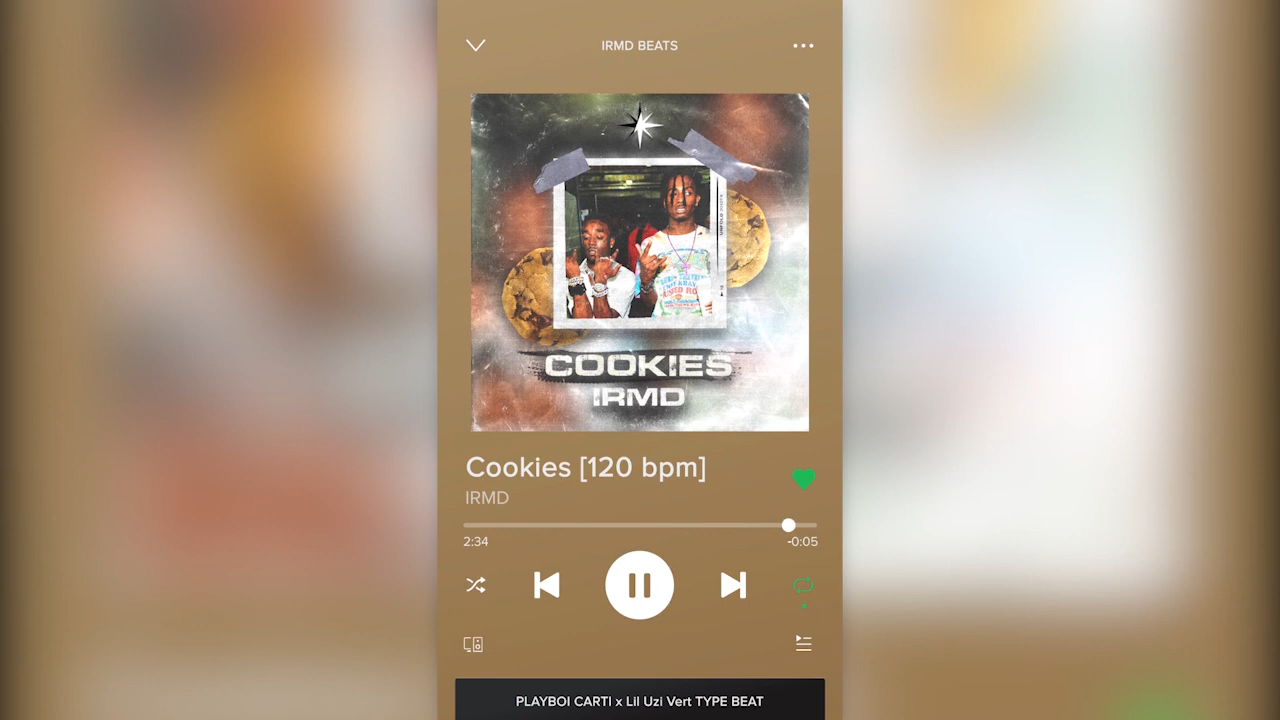 IRMD BEATS
COOKIES
IRMD
Cookies [120 bpm]
IRMD
2:34
-0:05
PLAYBOI CARTI x Lil Uzi Vert TYPE BEAT